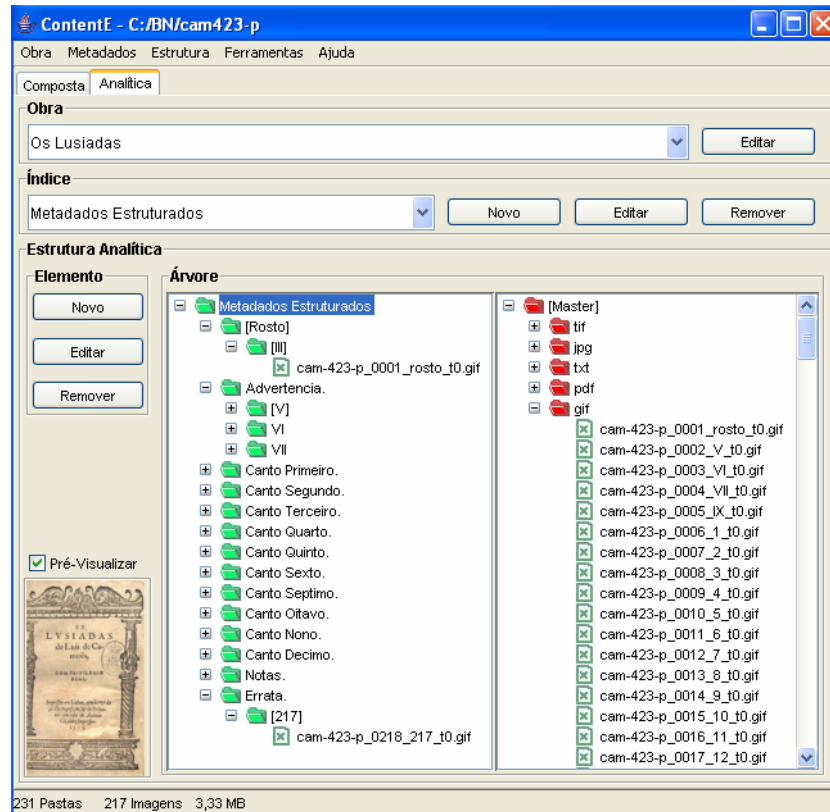 ContentE - C:/BN/cam423-p
Obra Metadados Estrutura Ferramentas Ajuda
Composta Analítica
Obra
Os Lusiadas Editar
Índice
Metadados Estruturados Novo Editar Remover
Estrutura Analítica
Elemento
Novo
Editar
Remover
Pré-Visualizar
LVSIADAS
de Luis de Ca-
Árvore
Metadados Estruturados
[Rosto]
[III]
cam-423-p_0001_rosto_t0.gif
Advertencia.
[V]
VI
VII
Canto Primeiro.
Canto Segundo.
Canto Terceiro.
Canto Quarto.
Canto Quinto.
Canto Sexto.
Canto Septimo.
Canto Oitavo.
Canto Nono.
Canto Decimo.
Notas.
Errata.
[217]
cam-423-p_0218_217_t0.gif
[Master]
tif
jpg
txt
pdf
gif
cam-423-p_0001_rosto_t0.gif
cam-423-p_0002_V_t0.gif
cam-423-p_0003_VI_t0.gif
cam-423-p_0004_VII_t0.gif
cam-423-p_0005_IX_t0.gif
cam-423-p_0006_1_t0.gif
cam-423-p_0007_2_t0.gif
cam-423-p_0008_3_t0.gif
cam-423-p_0009_4_t0.gif
cam-423-p_0010_5_t0.gif
cam-423-p_0011_6_t0.gif
cam-423-p_0012_7_t0.gif
cam-423-p_0013_8_t0.gif
cam-423-p_0014_9_t0.gif
cam-423-p_0015_10_t0.gif
cam-423-p_0016_11_t0.gif
cam-423-p_0017_12_t0.gif
231 Pastas 217 Imagens 3,33 MB